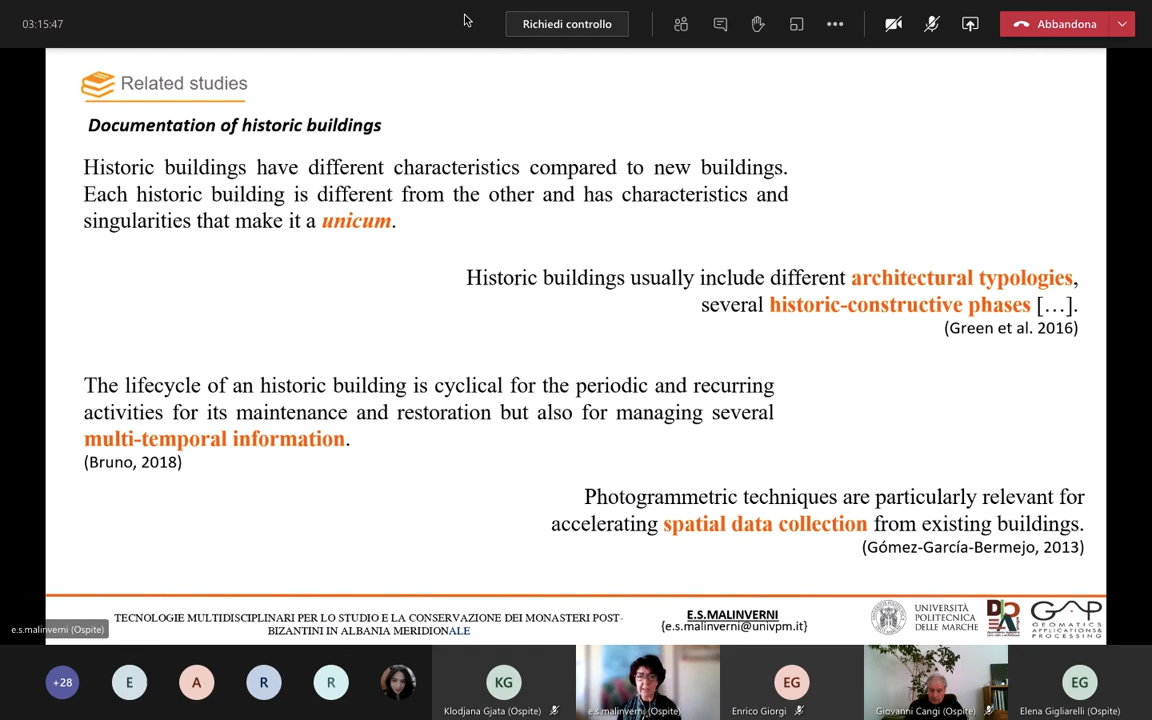 03:15:47
Richiedi controllo
Abbandona
Related studies
Documentation of historic buildings
Historic buildings have different characteristics compared to new buildings.
Each historic building is different from the other and has characteristics and
singularities that make it a unicum.
Historic buildings usually include different architectural typologies,
several historic-constructive phases […].
(Green et al. 2016)
The lifecycle of an historic building is cyclical for the periodic and recurring
activities for its maintenance and restoration but also for managing several
multi-temporal information.
(Bruno, 2018)
Photogrammetric techniques are particularly relevant for
accelerating spatial data collection from existing buildings.
(Gómez-García-Bermejo, 2013)
TECNOLOGIE MULTIDISCIPLINARI PER LO STUDIO E LA CONSERVAZIONE DEI MONASTERI POST-
BIZANTINI IN ALBANIA MERIDIONALE
E.S.MALINVERNI
{e.s.malinverni@univpm.it}
UNIVERSITÀ
POLITECNICA
DELLE MARCHE
GAP
GEOMATICS
APPLICATIONS&
PROCESSING
e.s.malinverni (Ospite)
+28
E
A
R
R
KG
Klodjana Gjata (Ospite)
e.s.malinverni (Ospite)
EG
Enrico Giorgi
Giovanni Cangi (Ospite)
EG
Elena Gigliarelli (Ospite)